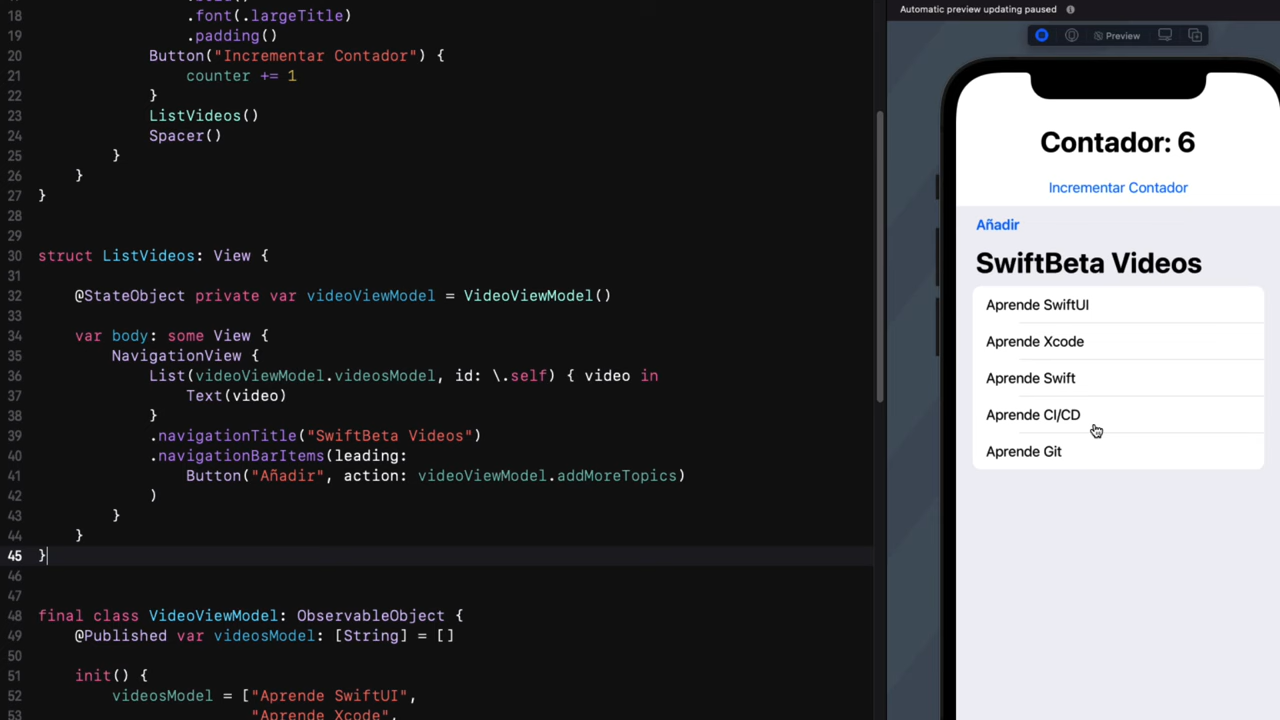 18 .font(.largeTitle)
19 .padding()
20 Button("Incrementar Contador") {
21 counter += 1
22 }
23 ListVideos()
24 Spacer()
25 }
26 }
27 }
28
29
30 struct ListVideos: View {
31
32 @StateObject private var videoViewModel = VideoViewModel()
33
34 var body: some View {
35 NavigationView {
36 List(videoViewModel.videosModel, id: \.self) { video in
37 Text(video)
38 }
39 .navigationTitle("SwiftBeta Videos")
40 .navigationBarItems(leading:
41 Button("Añadir", action: videoViewModel.addMoreTopics)
42 )
43 }
44 }
45 }
46
47
48 final class VideoViewModel: ObservableObject {
49 @Published var videosModel: [String] = []
50
51 init() {
52 videosModel = ["Aprende SwiftUI",
53 "Aprende Xcode",
Automatic preview updating paused
Preview
Contador: 6
Incrementar Contador
Añadir
SwiftBeta Videos
Aprende SwiftUI
Aprende Xcode
Aprende Swift
Aprende CI/CD
Aprende Git